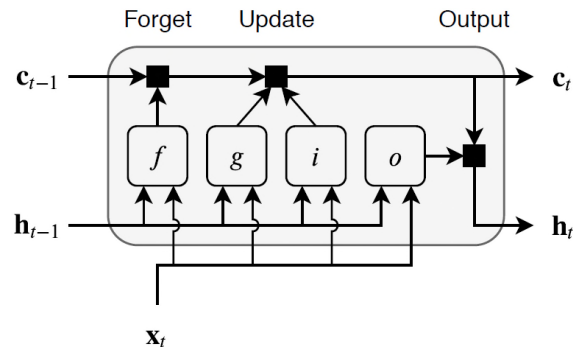 Forget Update Output
c_{t−1} c_t
f g i o
h_{t−1} h_t
x_t